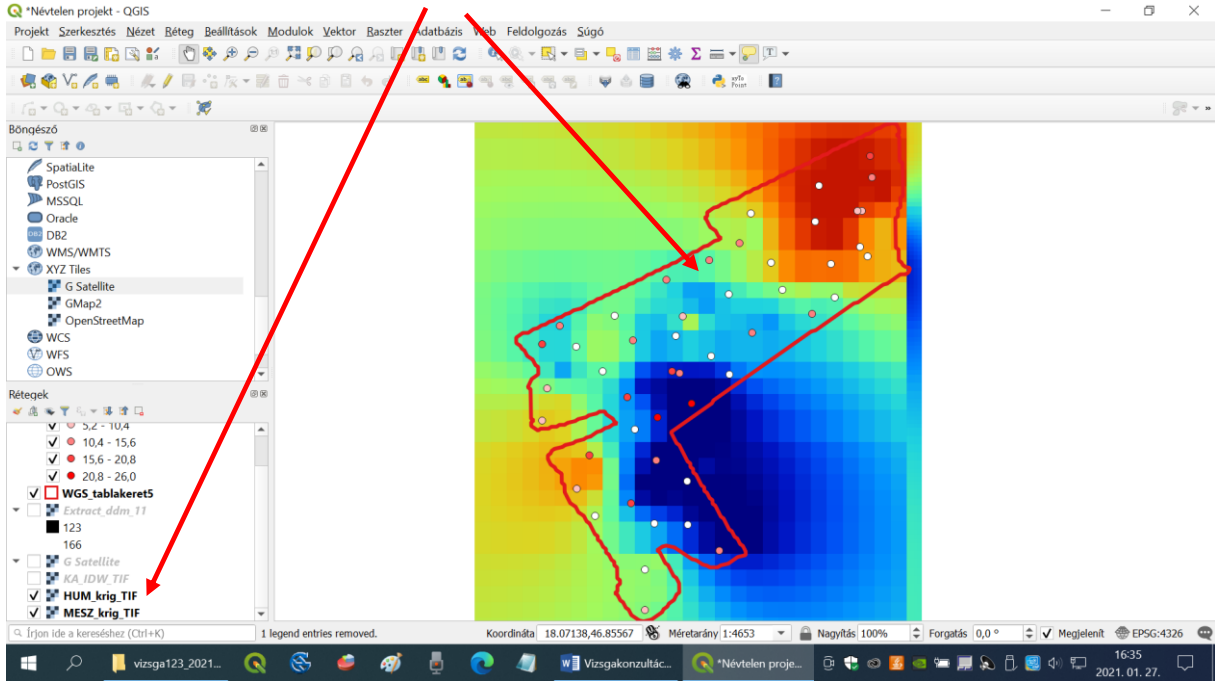 *Névtelen projekt - QGIS
Projekt Szerkesztés Nézet Réteg Beállítások Modulok Vektor Raszter Adatbázis Web Feldolgozás Súgó
Böngésző
SpatiaLite
PostGIS
MSSQL
Oracle
DB2 DB2
WMS/WMTS
XYZ Tiles
G Satellite
GMap2
OpenStreetMap
WCS
WFS
OWS
Rétegek
5,2 - 10,4
10,4 - 15,6
15,6 - 20,8
20,8 - 26,0
WGS_tablakeret5
Extract_ddm_11
123
166
G Satellite
KA_IDW_TIF
HUM_krig_TIF
MESZ_krig_TIF
Írjon ide a kereséshez (Ctrl+K) 1 legend entries removed. Koordináta 18.07138,46.85567 Méretarány 1:4653 Nagyítás 100% Forgatás 0,0 ° Megjelenít EPSG:4326
vizsga123_2021... Vizsgakonzultác... *Névtelen proje... 16:35
2021. 01. 27.